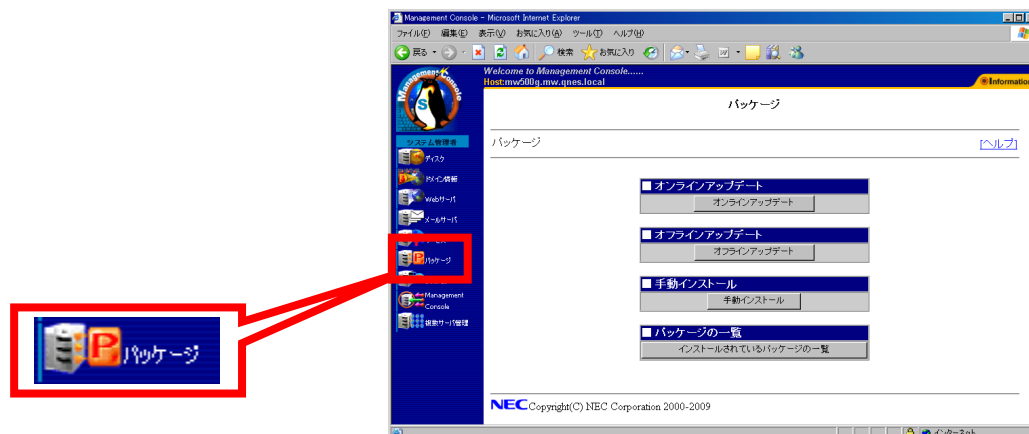 Management Console - Microsoft Internet Explorer
ファイル(F) 編集(E) 表示(V) お気に入り(A) ツール(T) ヘルプ(H)
戻る 検索 お気に入り
Management Console
S
Welcome to Management Console......
Host:mw500g.mw.qnes.local
Information
パッケージ
システム管理者
パッケージ [ヘルプ]
ディスク
ドメイン情報
Webサーバ
メールサーバ
パッケージ
Management
Console
複数サーバ管理
■オンラインアップデート
オンラインアップデート
■オフラインアップデート
オフラインアップデート
■手動インストール
手動インストール
■パッケージの一覧
インストールされているパッケージの一覧
P パッケージ
NEC Copyright(C) NEC Corporation 2000-2009
インターネット